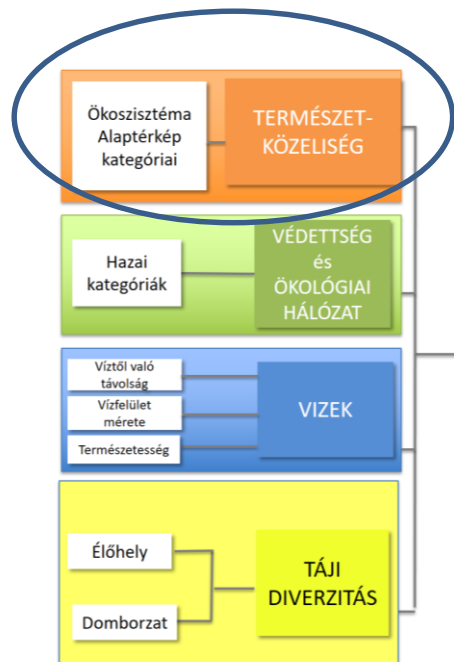 Ökoszisztéma
Alaptérkép
kategóriai
TERMÉSZET-
KÖZELISÉG
Hazai
kategóriák
VÉDETTSÉG
és
ÖKOLÓGIAI
HÁLÓZAT
Víztől való
távolság
Vízfelület
mérete
Természetesség
VIZEK
Élőhely
Domborzat
TÁJI
DIVERZITÁS